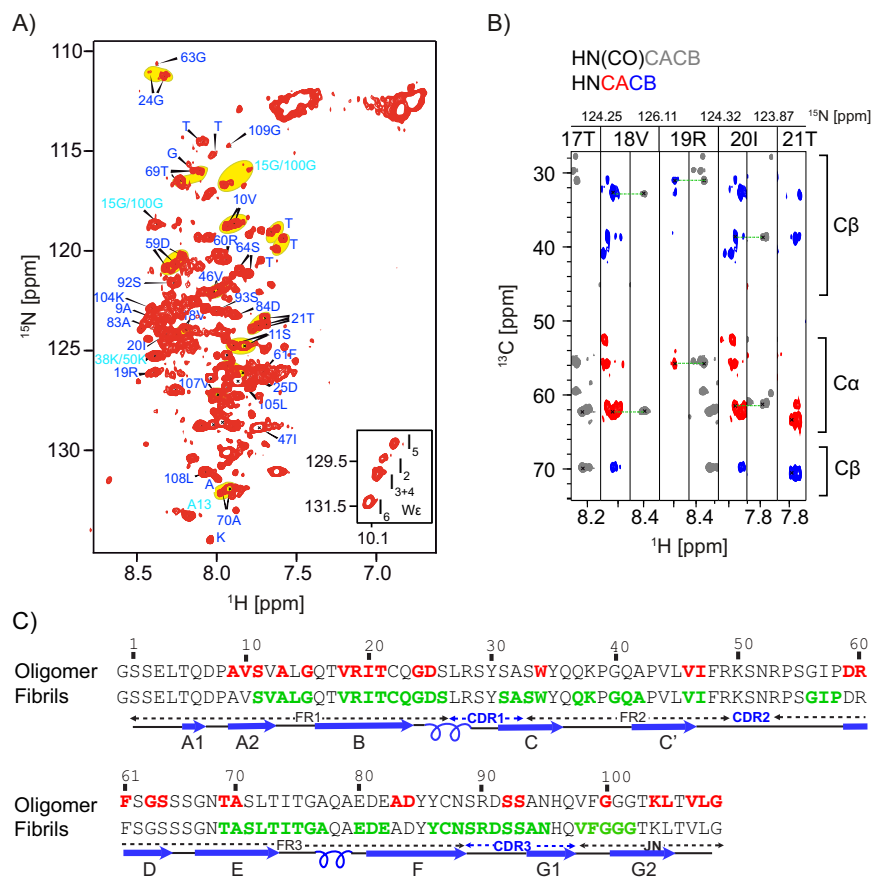 A)
63G
24G
T
T
109G
G
69T
15G/100G
15G/100G
10V
T
T
59D
60R
64S
92S
46V
104K
93S
9A
84D
83A
8V
21T
20I
11S
38K/50K
61F
19R
107V
25D
105L
47I
108L
A
A13
70A
K
110
115
120
125
130
15N [ppm]
8.5 8.0 7.5 7.0
1H [ppm]
I5
129.5
I2
I3+4
131.5
I6 Wε
10.1
B)
HN(CO)CACB
HNCACB
124.25 126.11 124.32 123.87 15N [ppm]
17T 18V 19R 20I 21T
30
40
50
60
70
13C [ppm]
Cβ
Cα
Cβ
8.2 8.4 8.4 7.8 7.8
1H [ppm]
C)
1 10 20 30 40 50 60
Oligomer GSSELTQDPAVSVALGQTVRITCQGDSLRSYSASWYQQKPGQAPVLVIFRKSNRPSGIPDR
Fibrils GSSELTQDPAVSVALGQTVRITCQGDSLRSYSASWYQQKPGQAPVLVIFRKSNRPSGIPDR
FR1 CDR1 FR2 CDR2
A1 A2 B C C'
61 70 80 90 100
Oligomer FSGSSSGNTASLTITGAQAEDEADYYCNSRDSSANHQVFGGGTKLTVLG
Fibrils FSGSSSGNTASLTITGAQAEDEADYYCNSRDSSANHQVFGGGTKLTVLG
FR3 CDR3 JN
D E F G1 G2